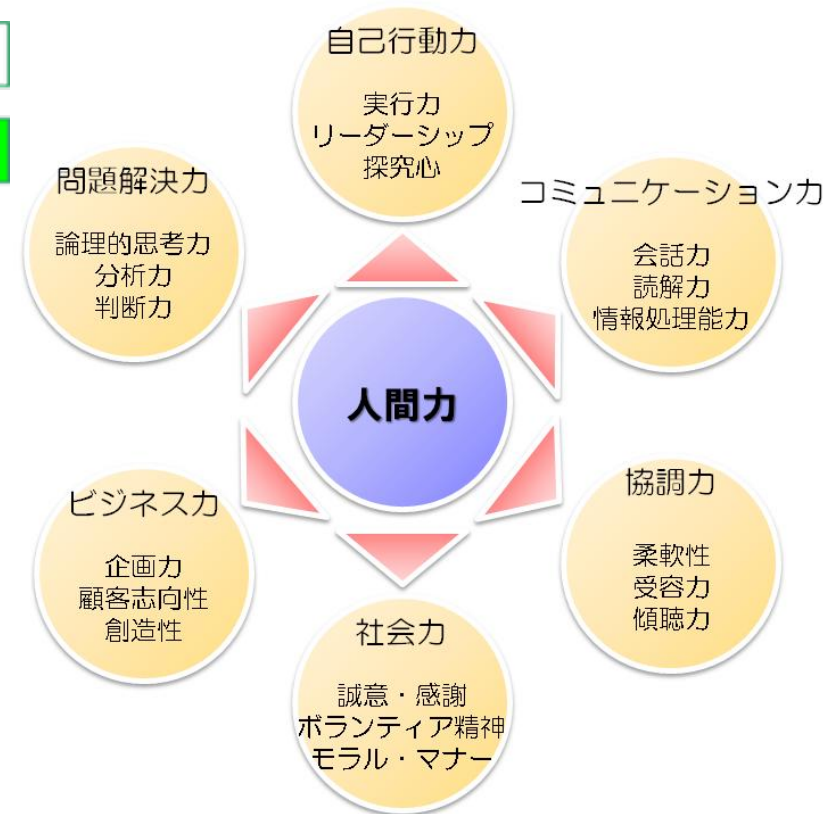 自己行動力
実行力
リーダーシップ
探究心
問題解決力
論理的思考力
分析力
判断力
コミュニケーション力
会話力
読解力
情報処理能力
人間力
ビジネス力
企画力
顧客志向性
創造性
協調力
柔軟性
受容力
傾聴力
社会力
誠意・感謝
ボランティア精神
モラル・マナー